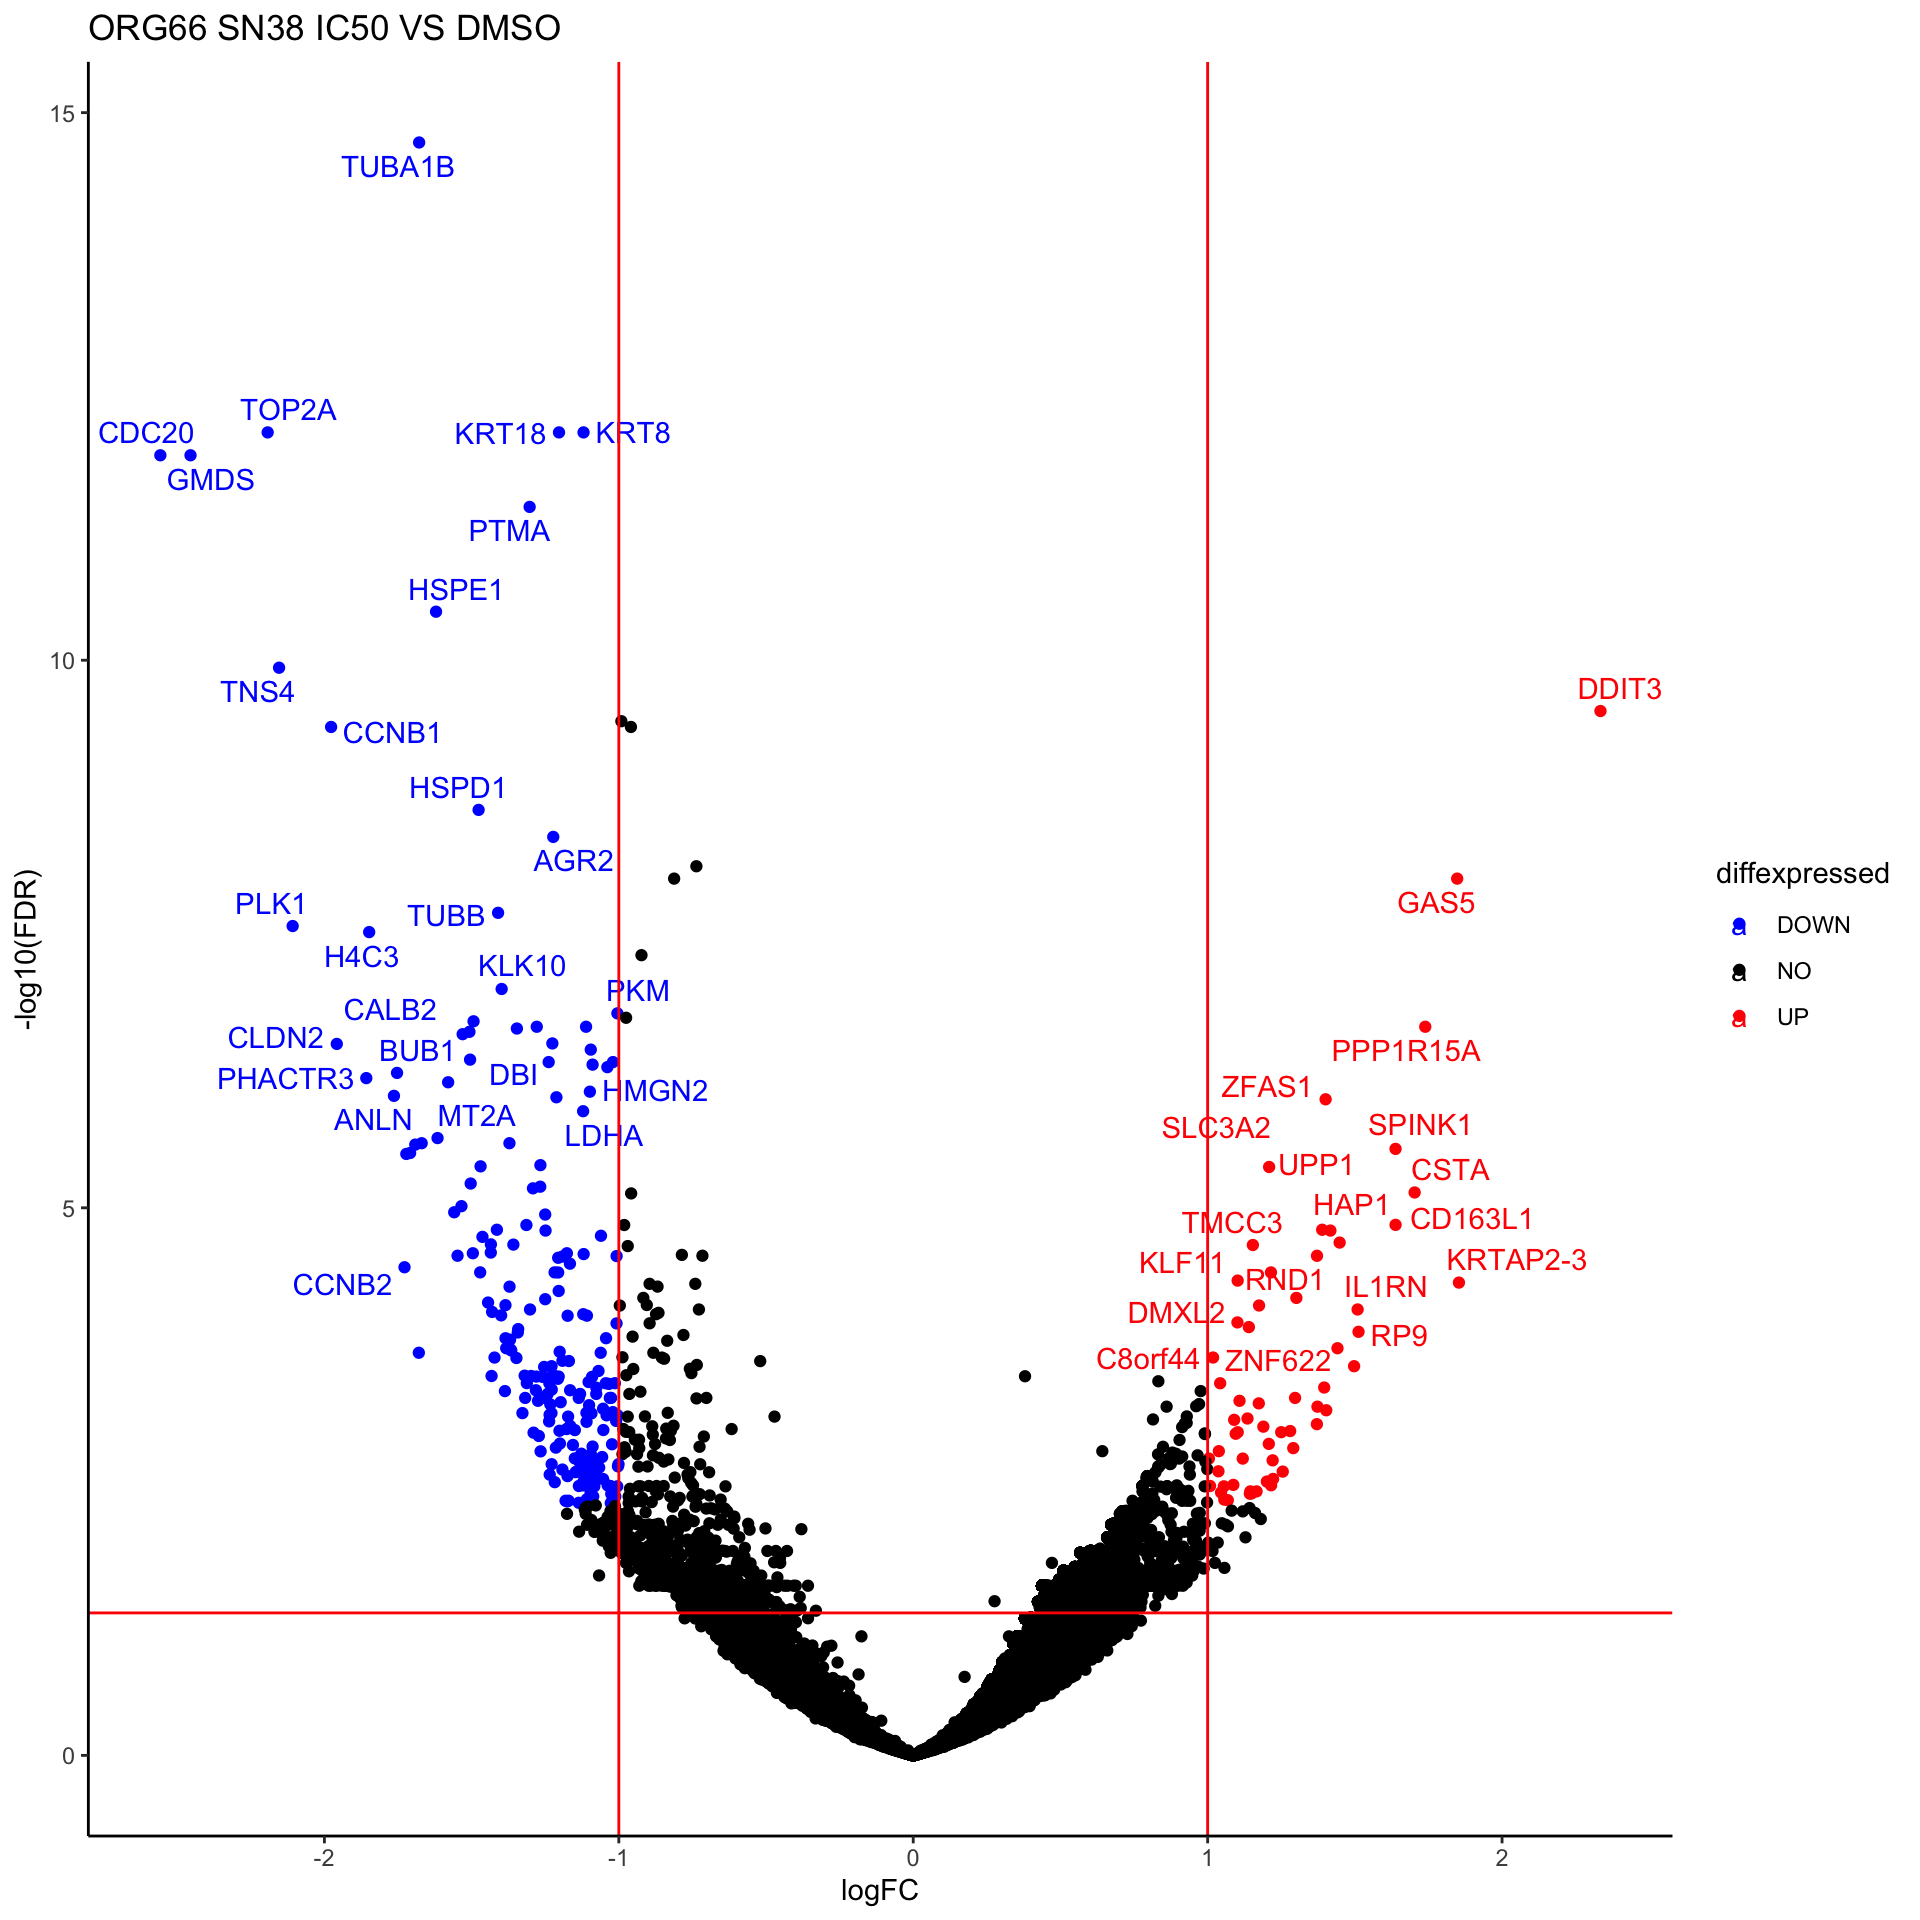 ORG66 SN38 IC50 VS DMSO
15
TUBA1B
TOP2A
CDC20
KRT18
KRT8
GMDS
PTMA
HSPE1
10
TNS4
DDIT3
CCNB1
HSPD1
AGR2
PLK1
TUBB
GAS5
H4C3
KLK10
PKM
CALB2
CLDN2
BUB1
PPP1R15A
PHACTR3
DBI
HMGN2
ZFAS1
ANLN
MT2A
LDHA
SLC3A2
SPINK1
UPP1
CSTA
5
HAP1
TMCC3
CD163L1
KLF11
KRTAP2-3
CCNB2
RND1
IL1RN
DMXL2
RP9
C8orf44
ZNF622
0
-2
-1
0
1
2
logFC
-log10(FDR)
diffexpressed
a DOWN
a NO
a UP